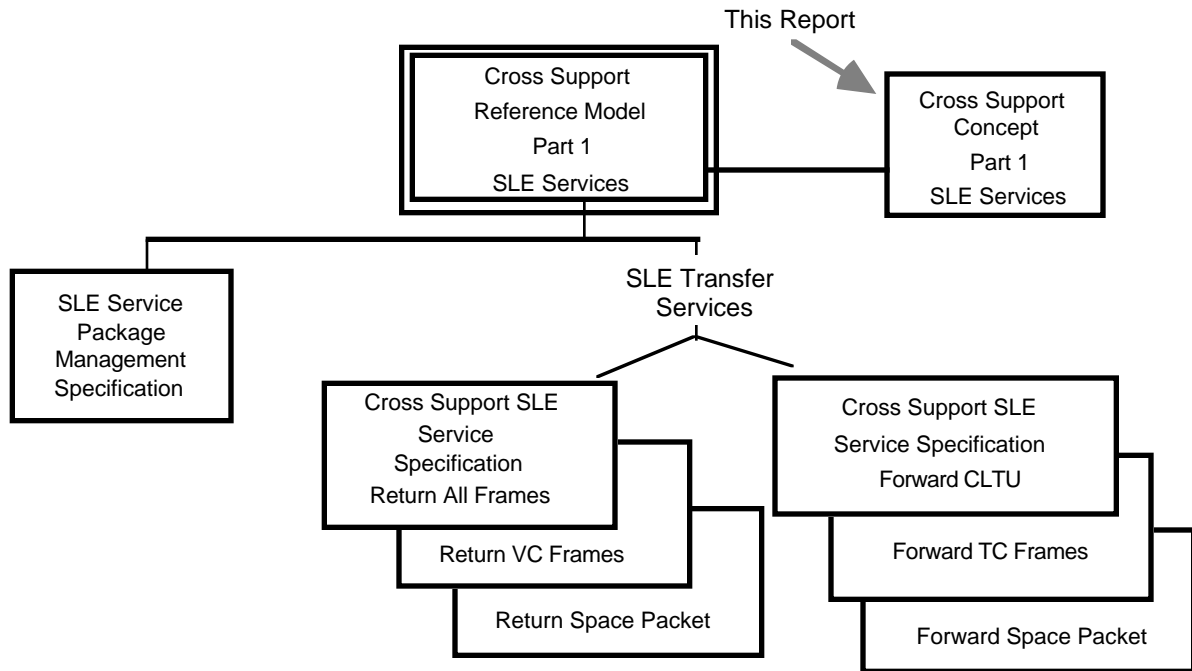 This Report
Cross Support
Reference Model
Part 1
SLE Services
Cross Support
Concept
Part 1
SLE Services
SLE Service
Package
Management
Specification
SLE Transfer
Services
Cross Support SLE
Service
Specification
Return All Frames
Return VC Frames
Return Space Packet
Cross Support SLE
Service Specification
Forward CLTU
Forward TC Frames
Forward Space Packet